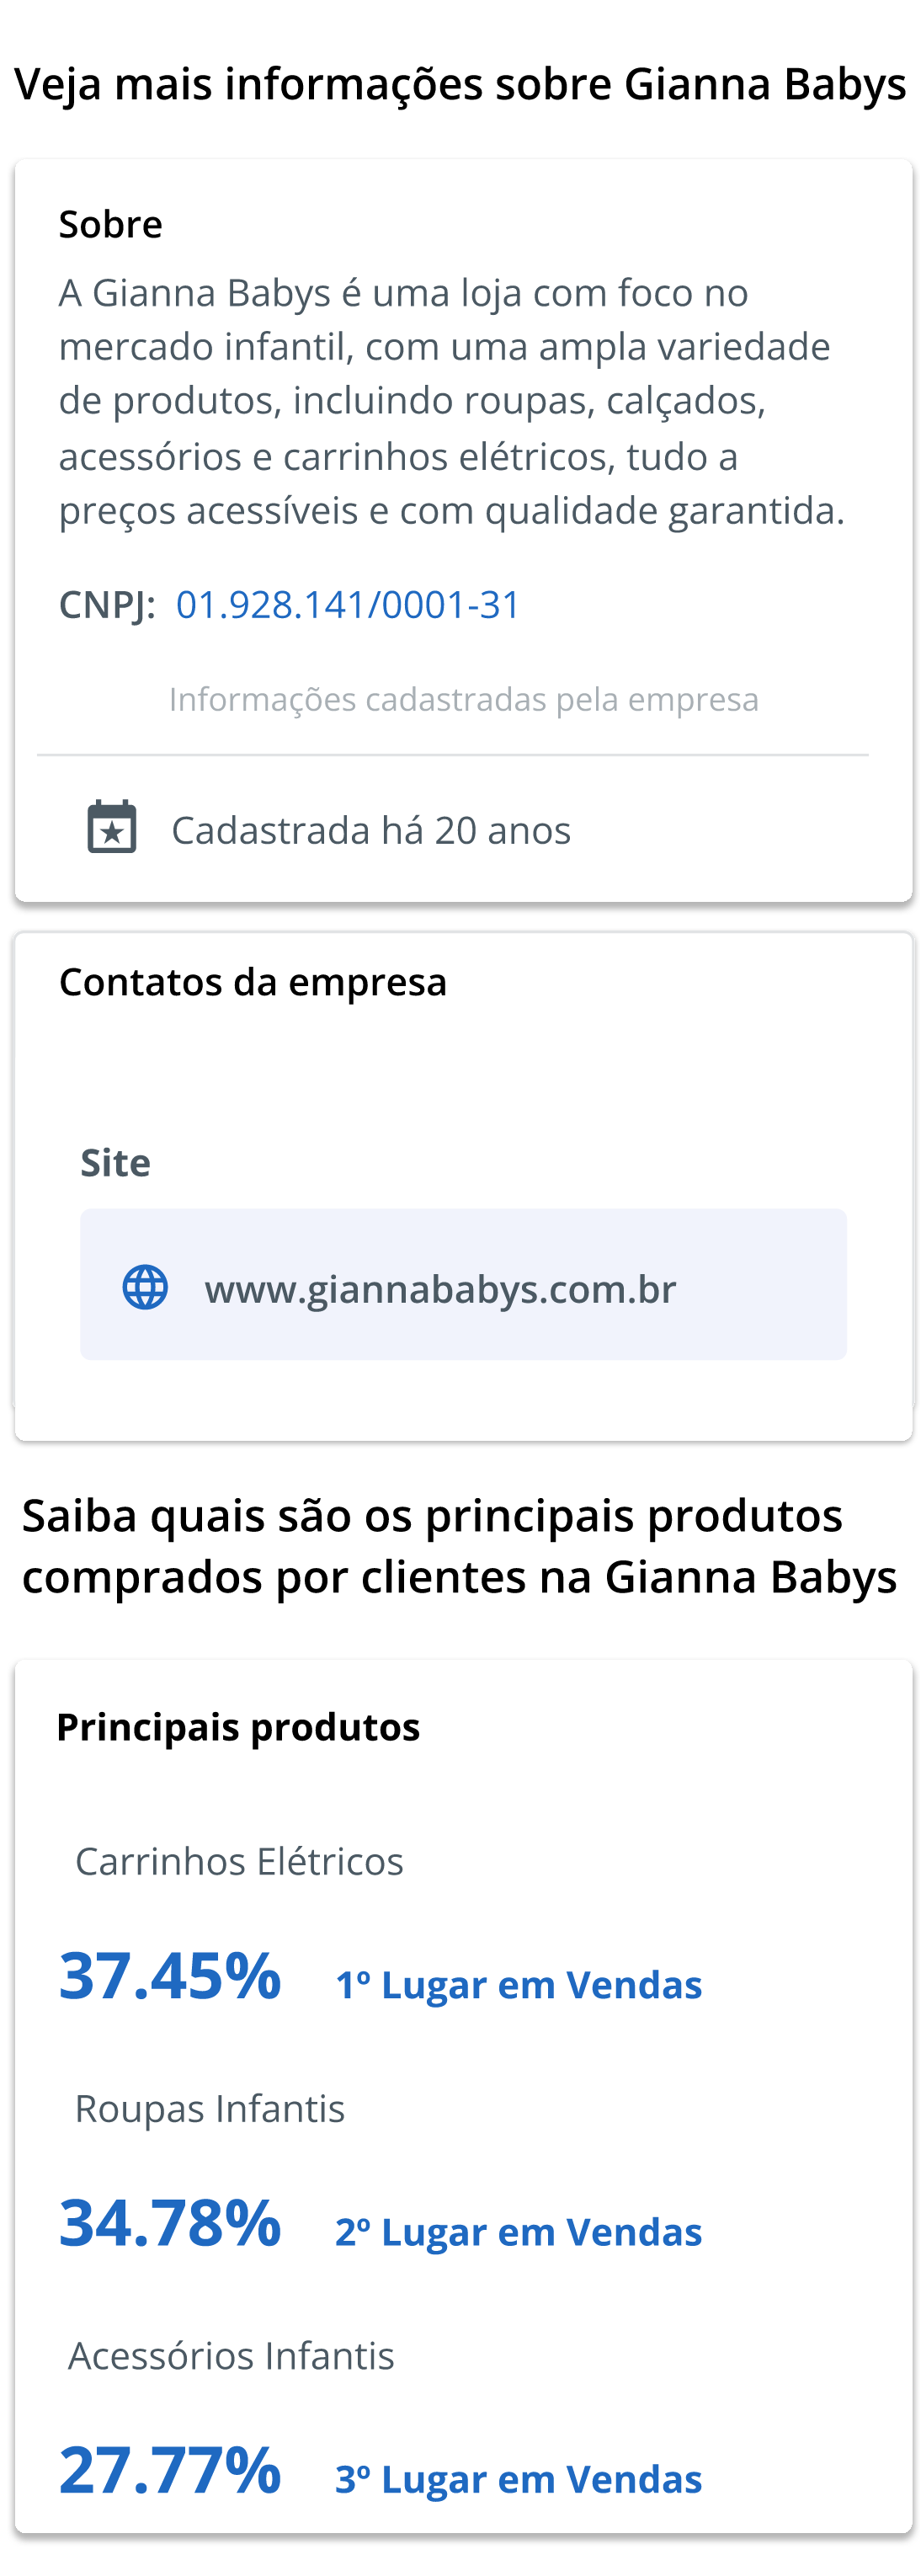 Veja mais informações sobre Gianna Babys
Sobre
A Gianna Babys é uma loja com foco no
mercado infantil, com uma ampla variedade
de produtos, incluindo roupas, calçados,
acessórios e carrinhos elétricos, tudo a
preços acessíveis e com qualidade garantida.
CNPJ: 01.928.141/0001-31
Informações cadastradas pela empresa
Cadastrada há 20 anos
Contatos da empresa
Site
www.giannababys.com.br
Saiba quais são os principais produtos
comprados por clientes na Gianna Babys
Principais produtos
Carrinhos Elétricos
37.45% 1º Lugar em Vendas
Roupas Infantis
34.78% 2º Lugar em Vendas
Acessórios Infantis
27.77% 3º Lugar em Vendas